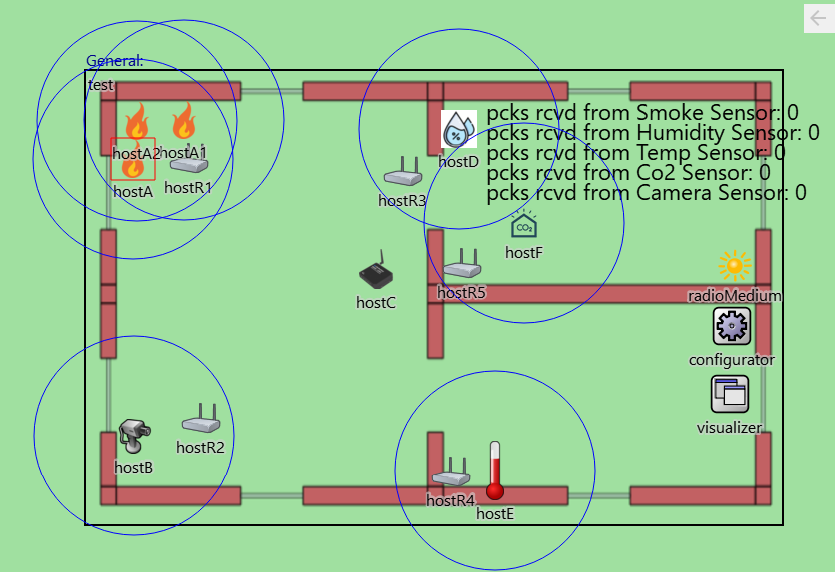 General:
test
pcks rcvd from Smoke Sensor: 0
pcks rcvd from Humidity Sensor: 0
pcks rcvd from Temp Sensor: 0
pcks rcvd from Co2 Sensor: 0
pcks rcvd from Camera Sensor: 0
hostA2
hostA1
hostA
hostR1
hostD
hostR3
CO2
hostF
hostC
hostR5
radioMedium
configurator
visualizer
hostR2
hostB
hostR4
hostE